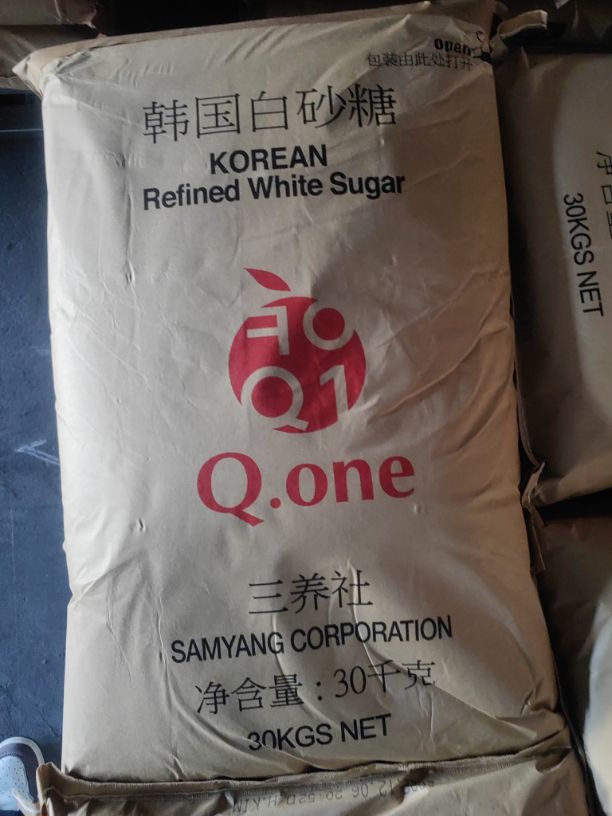 open
包装由此处打开
韩国白砂糖
KOREAN
Refined White Sugar
큐원
Q1
Q.one
三养社
SAMYANG CORPORATION
净含量：30千克
30KGS NET
30KGS NET